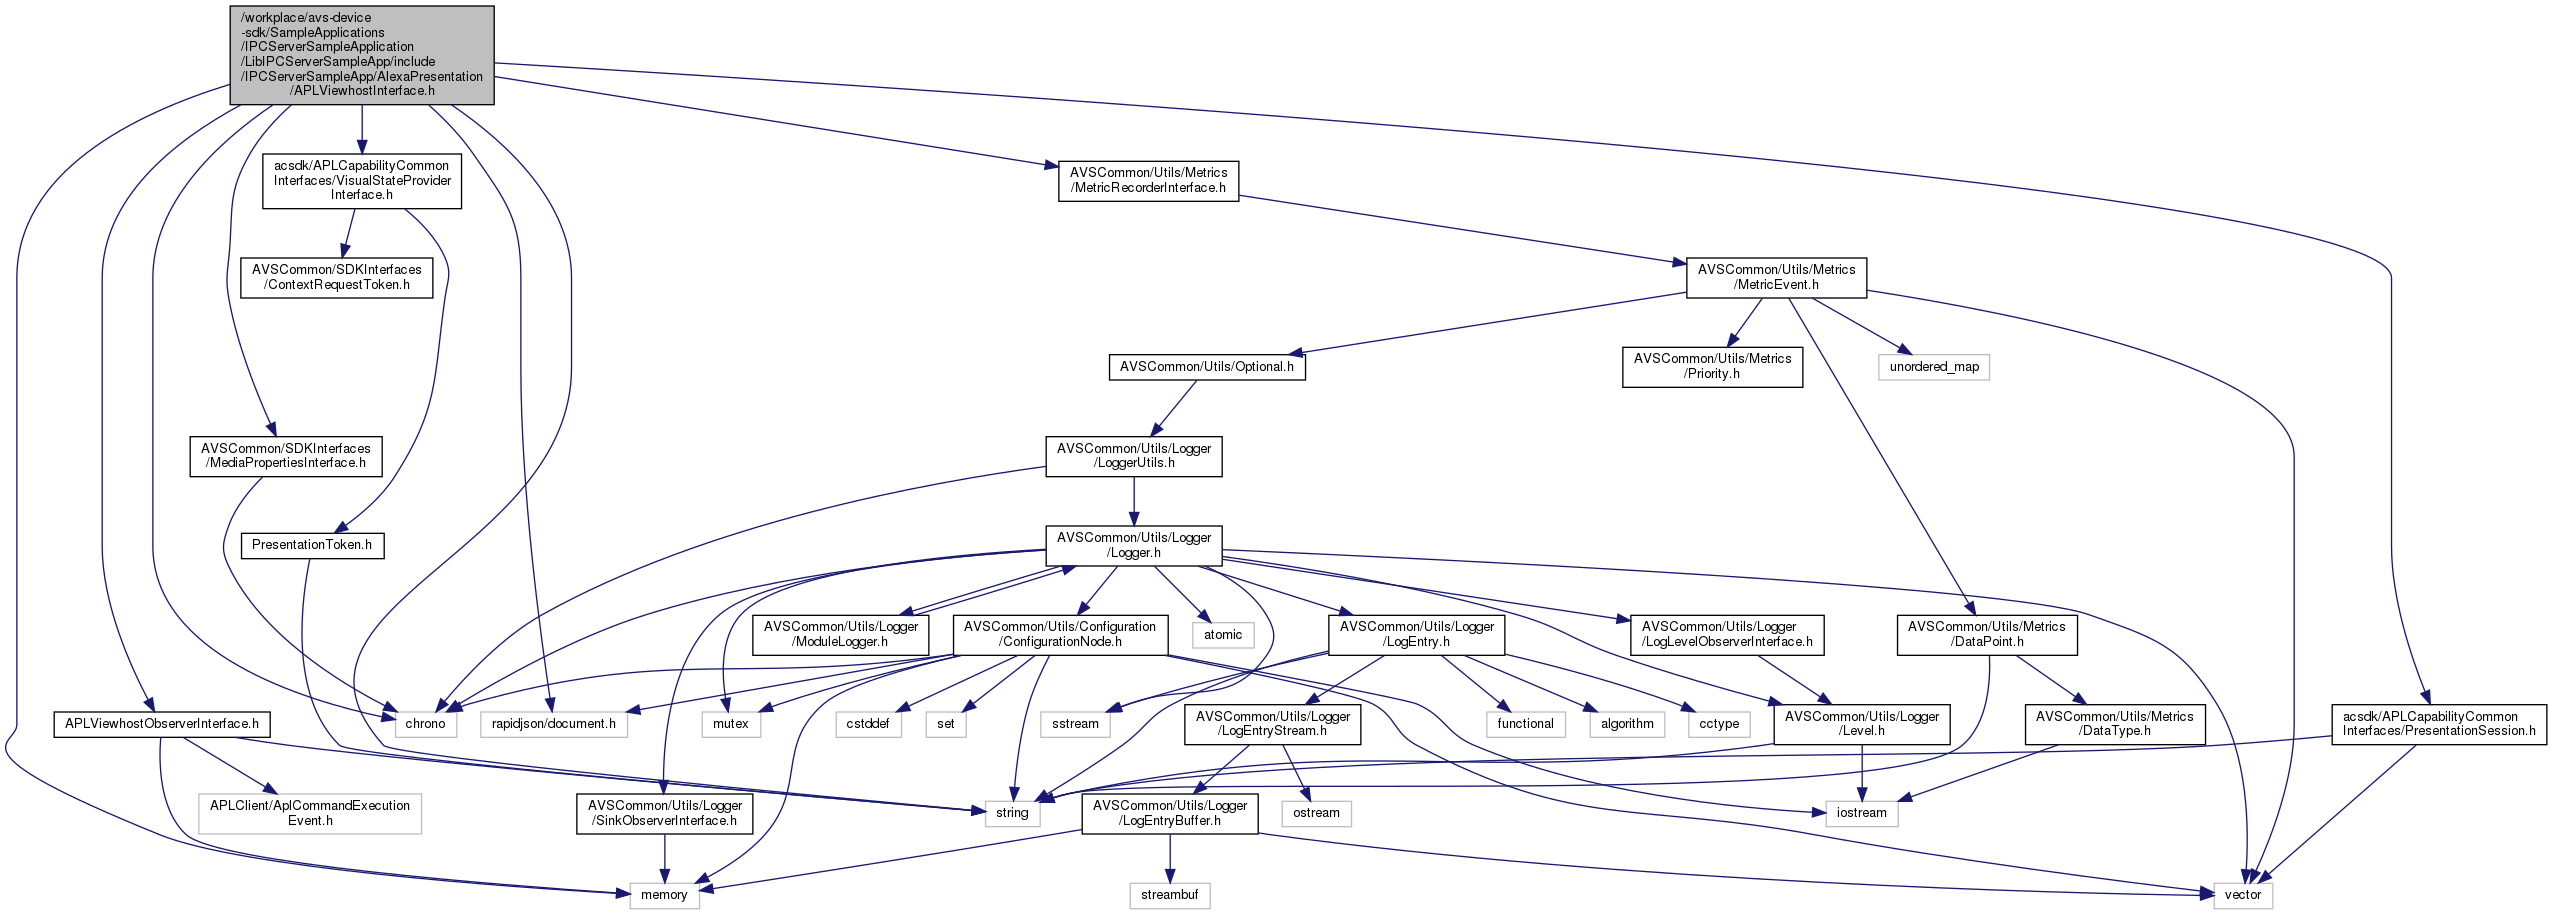 /workplace/avs-device
-sdk/SampleApplications
/IPCServerSampleApplication
/LibIPCServerSampleApp/include
/IPCServerSampleApp/AlexaPresentation
/APLViewhostInterface.h
acsdk/APLCapabilityCommon
Interfaces/VisualStateProvider
Interface.h
AVSCommon/Utils/Metrics
/MetricRecorderInterface.h
AVSCommon/SDKInterfaces
/ContextRequestToken.h
AVSCommon/Utils/Metrics
/MetricEvent.h
AVSCommon/Utils/Optional.h
AVSCommon/Utils/Metrics
/Priority.h
unordered_map
AVSCommon/SDKInterfaces
/MediaPropertiesInterface.h
AVSCommon/Utils/Logger
/LoggerUtils.h
PresentationToken.h
AVSCommon/Utils/Logger
/Logger.h
AVSCommon/Utils/Logger
/ModuleLogger.h
AVSCommon/Utils/Configuration
/ConfigurationNode.h
atomic
AVSCommon/Utils/Logger
/LogEntry.h
AVSCommon/Utils/Logger
/LogLevelObserverInterface.h
AVSCommon/Utils/Metrics
/DataPoint.h
APLViewhostObserverInterface.h
chrono
rapidjson/document.h
mutex
cstddef
set
sstream
AVSCommon/Utils/Logger
/LogEntryStream.h
functional
algorithm
cctype
AVSCommon/Utils/Logger
/Level.h
AVSCommon/Utils/Metrics
/DataType.h
acsdk/APLCapabilityCommon
Interfaces/PresentationSession.h
APLClient/AplCommandExecution
Event.h
AVSCommon/Utils/Logger
/SinkObserverInterface.h
string
AVSCommon/Utils/Logger
/LogEntryBuffer.h
ostream
iostream
memory
streambuf
vector